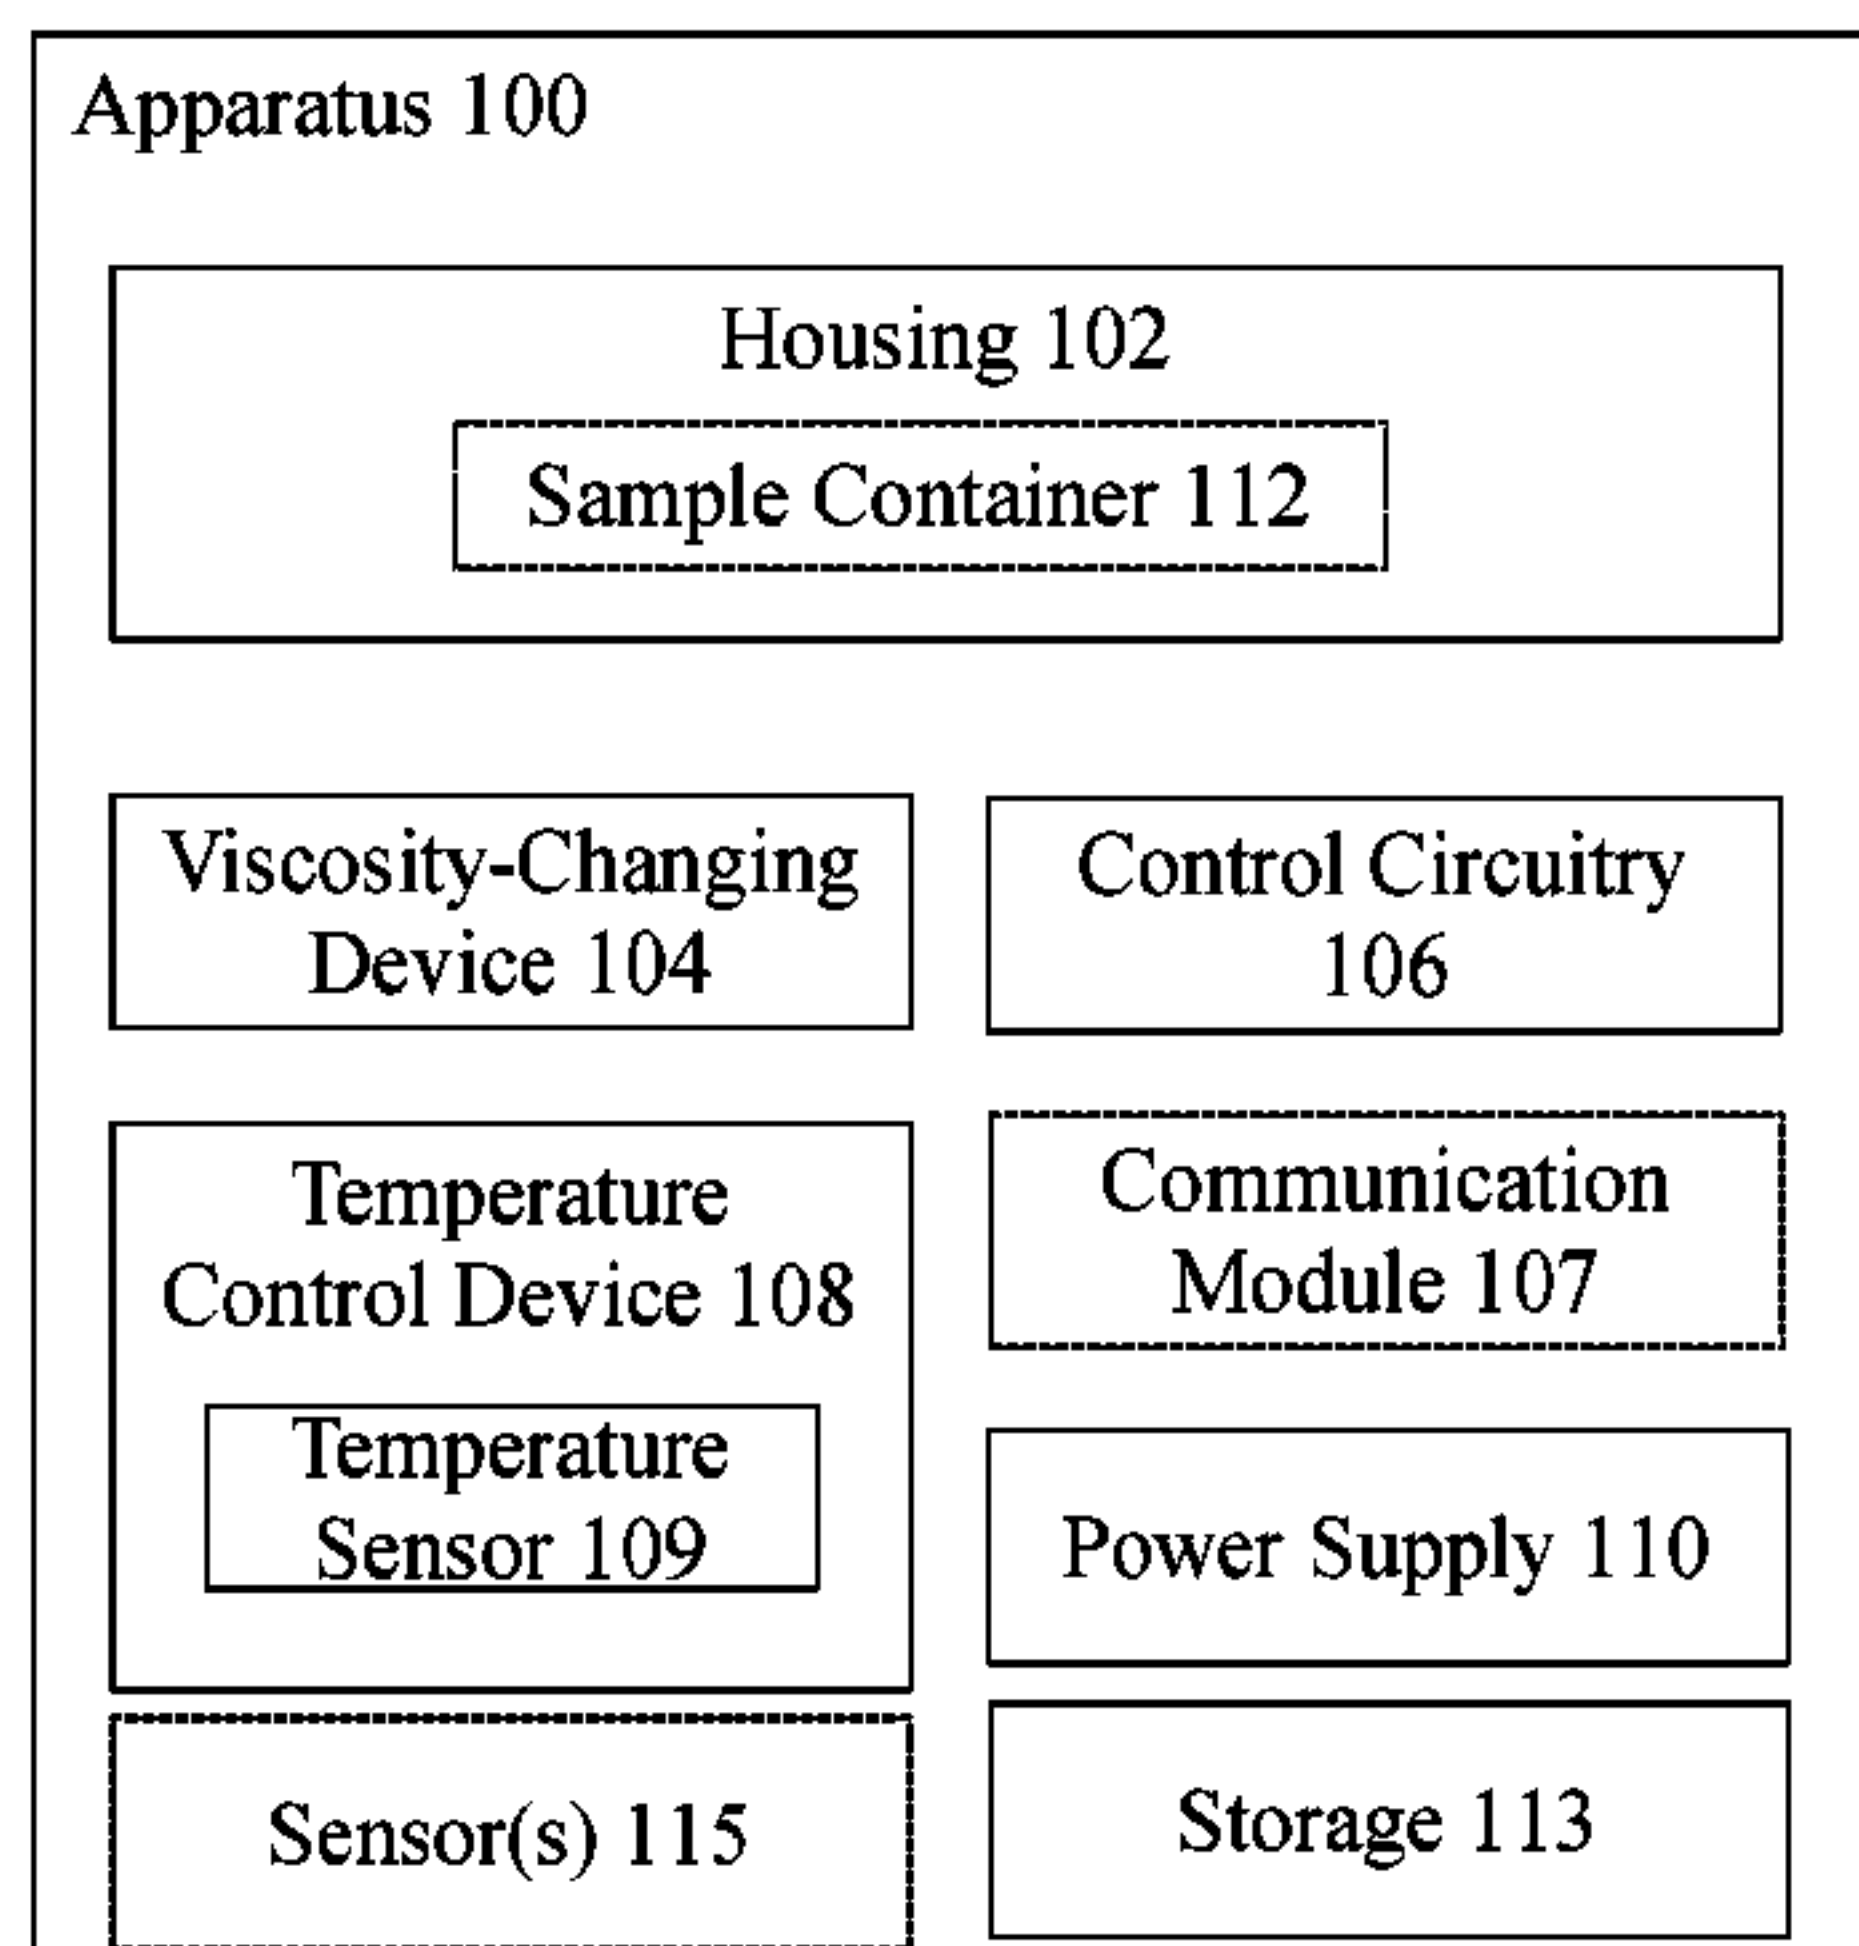 Apparatus 100
Housing 102
Sample Container 112
Viscosity-Changing
Device 104
Control Circuitry
106
Temperature
Control Device 108
Temperature
Sensor 109
Communication
Module 107
Power Supply 110
Sensor(s) 115
Storage 113